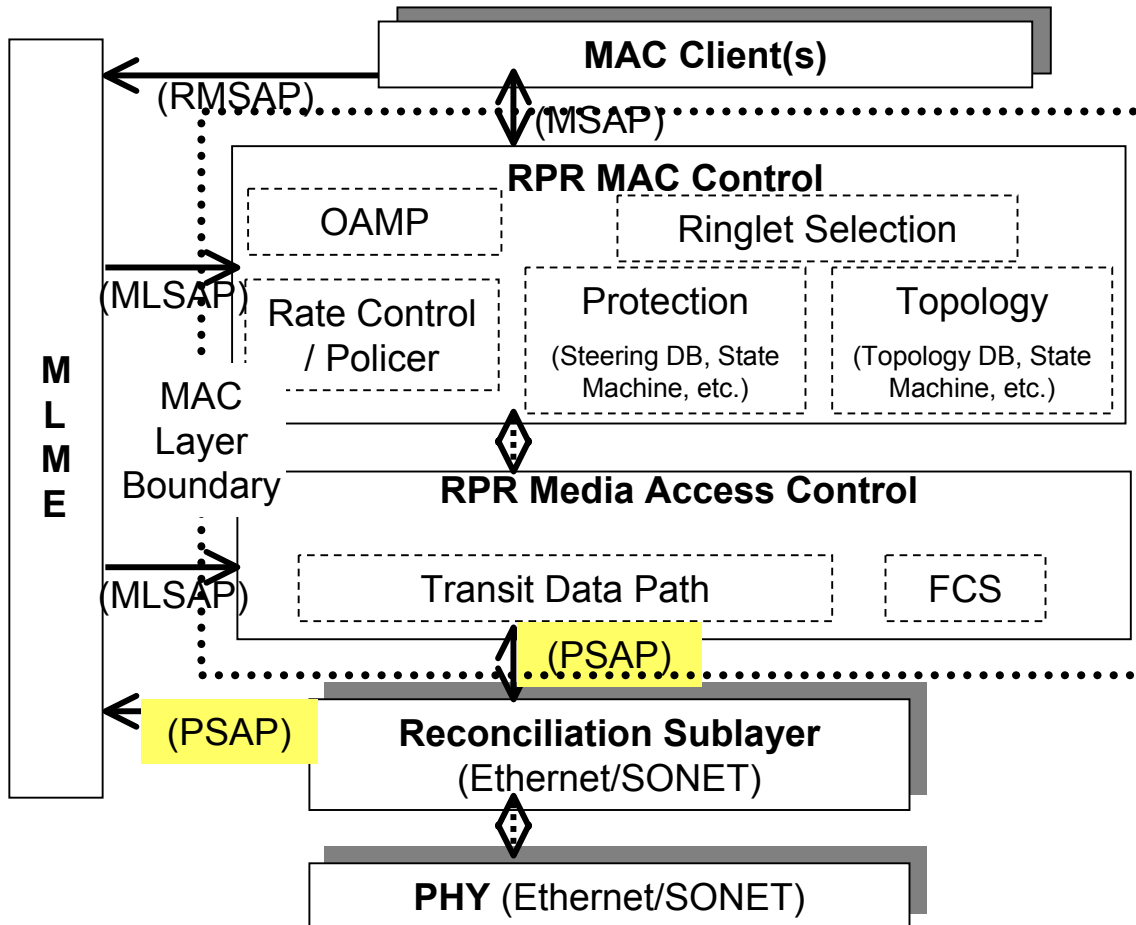 MAC Client(s)
(RMSAP)
(MSAP)
RPR MAC Control
OAMP
Ringlet Selection
(MLSAP)
Rate Control
/ Policer
Protection
(Steering DB, State
Machine, etc.)
Topology
(Topology DB, State
Machine, etc.)
M
L
M
E
MAC
Layer
Boundary
RPR Media Access Control
(MLSAP)
Transit Data Path
FCS
(PSAP)
(PSAP)
Reconciliation Sublayer
(Ethernet/SONET)
PHY (Ethernet/SONET)